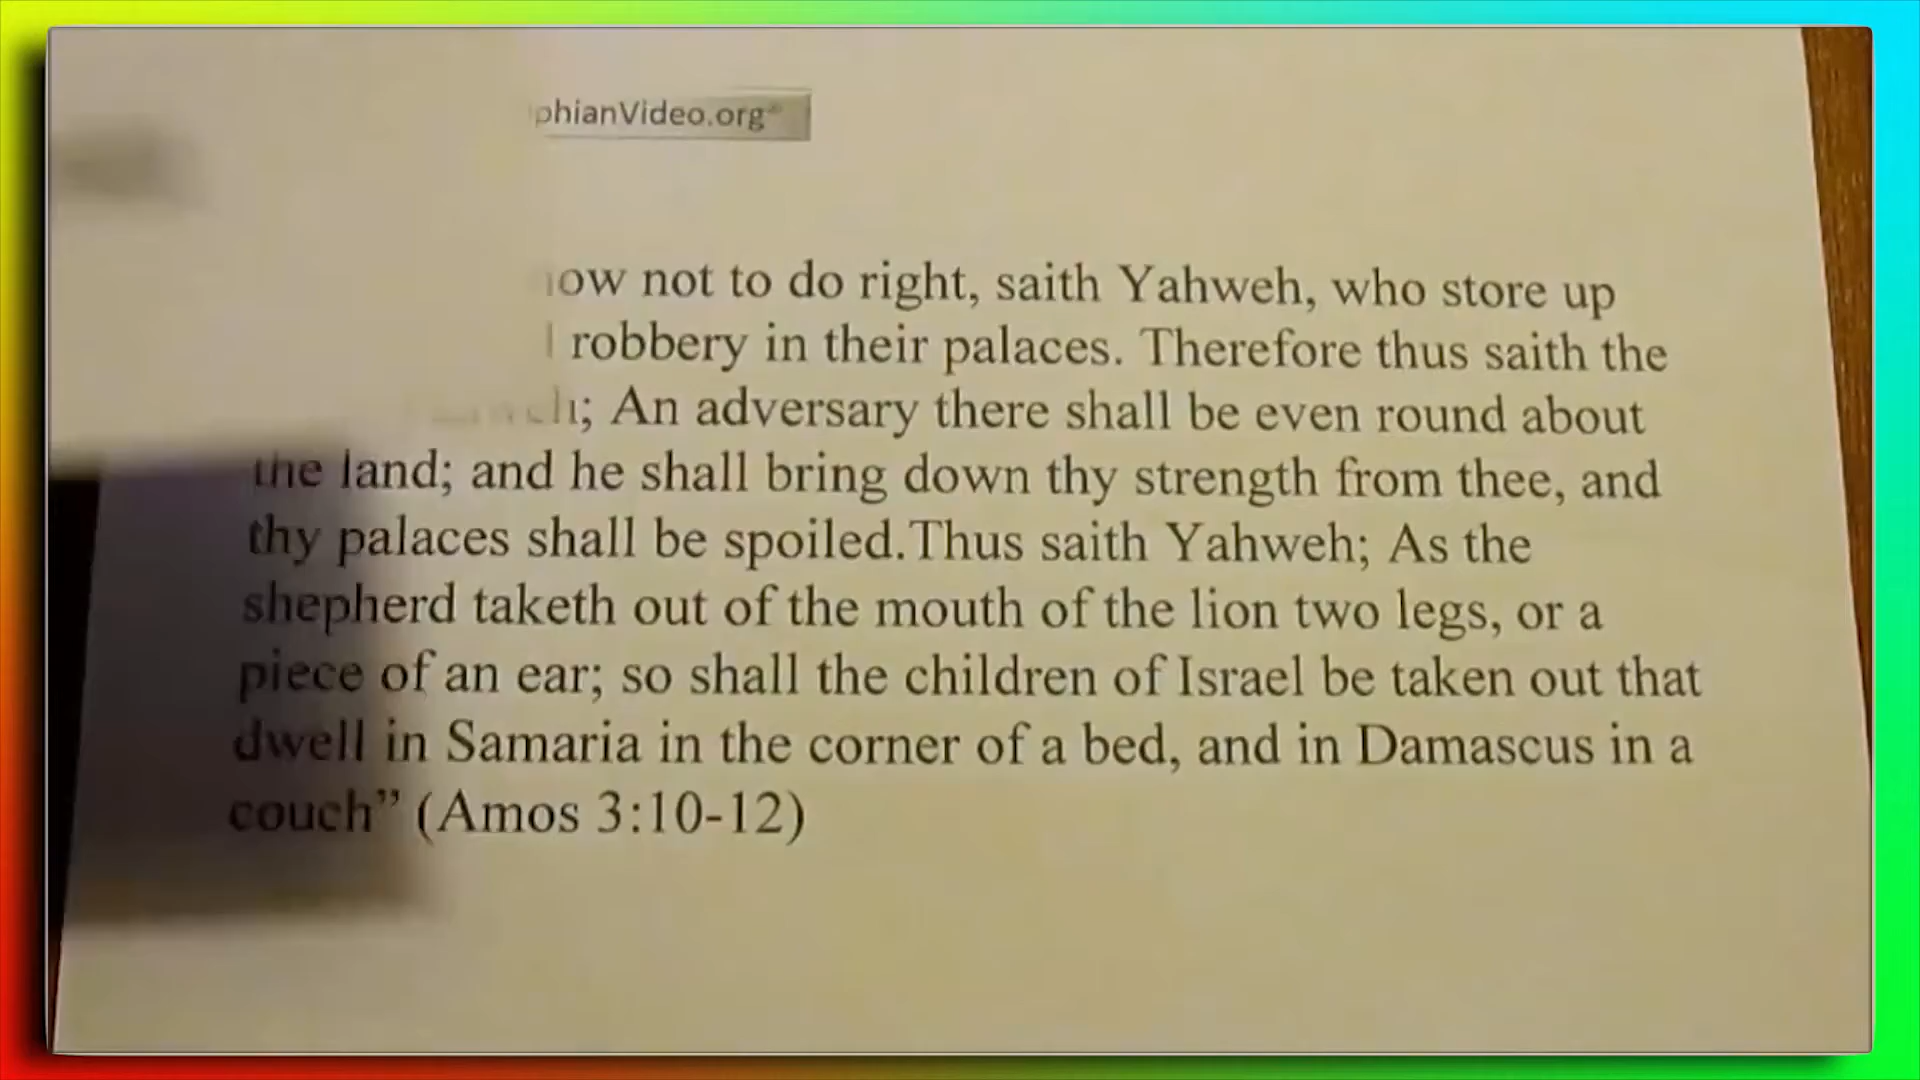 phianVideo.org
ow not to do right, saith Yahweh, who store up
robbery in their palaces. Therefore thus saith the
; An adversary there shall be even round about
the land; and he shall bring down thy strength from thee, and
thy palaces shall be spoiled.Thus saith Yahweh; As the
shepherd taketh out of the mouth of the lion two legs, or a
piece of an ear; so shall the children of Israel be taken out that
dwell in Samaria in the corner of a bed, and in Damascus in a
couch” (Amos 3:10-12)